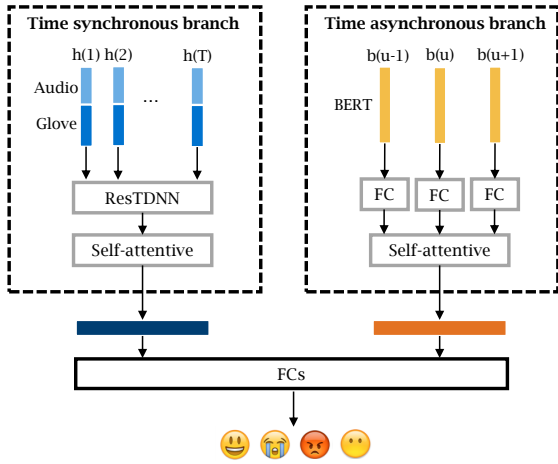 Time synchronous branch
h(1) h(2) h(T)
Audio
...
Glove
ResTDNN
Self-attentive
Time asynchronous branch
b(u-1) b(u) b(u+1)
BERT
FC FC FC
Self-attentive
FCs